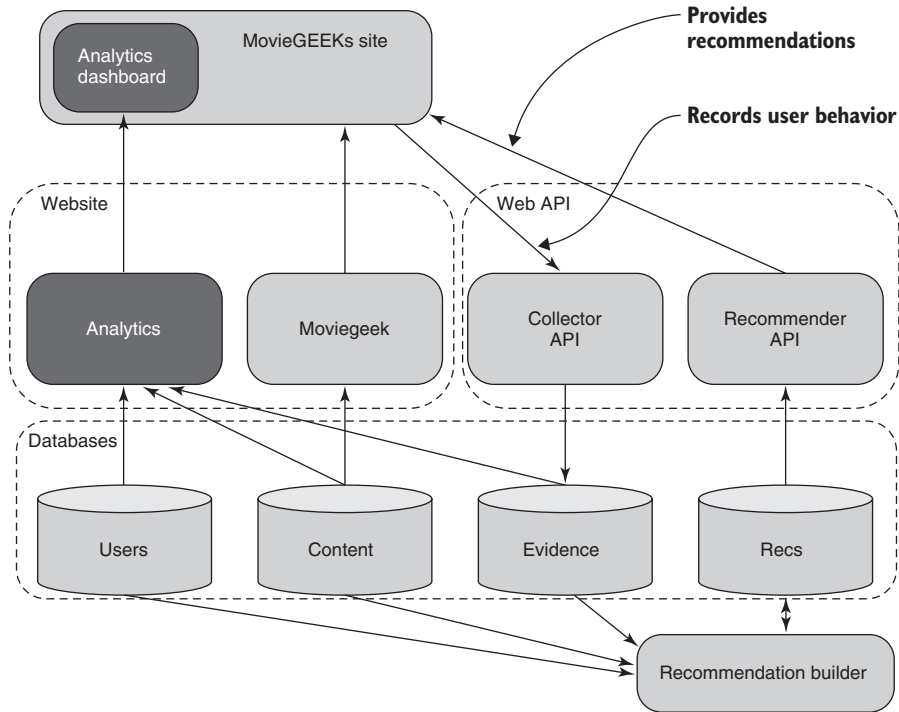 Provides
recommendations
MovieGEEKs site
Analytics
dashboard
Records user behavior
Website
Web API
Analytics
Moviegeek
Collector
API
Recommender
API
Databases
Users
Content
Evidence
Recs
Recommendation builder